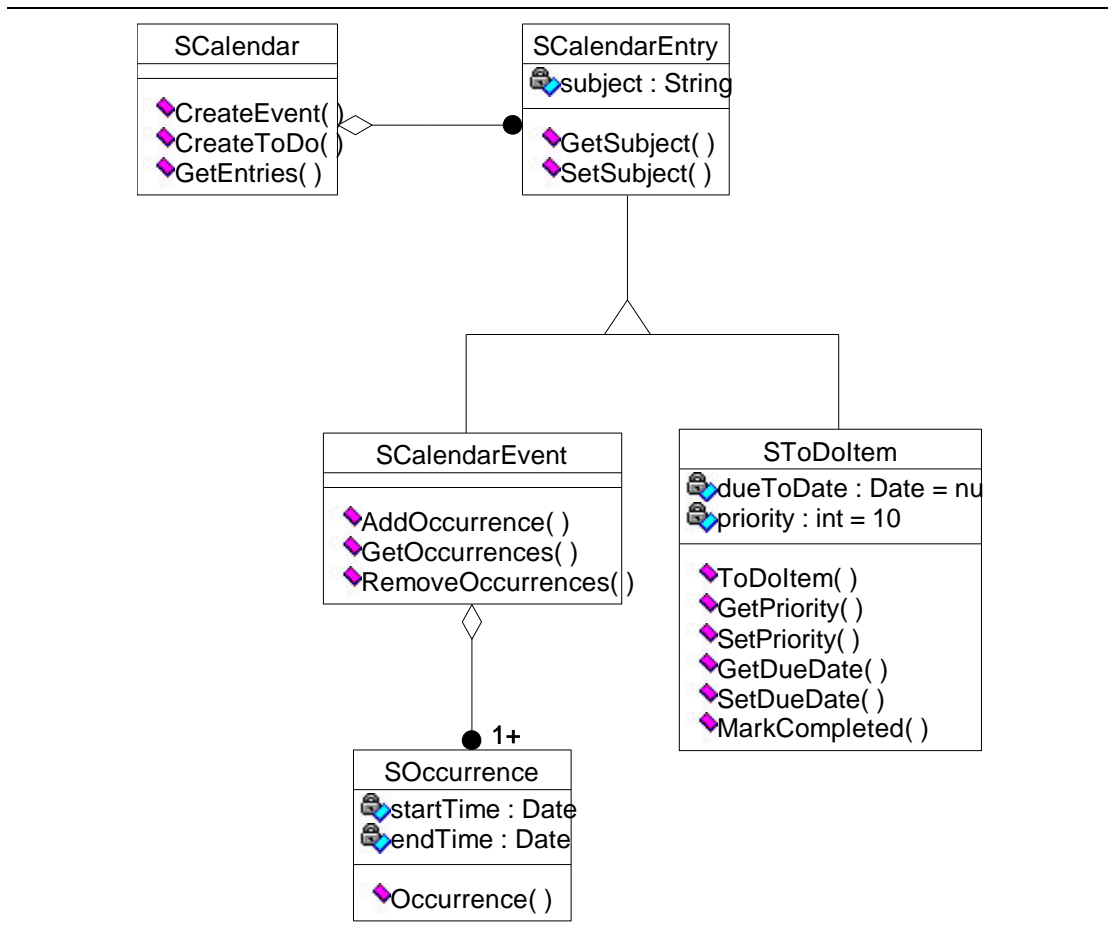 SCalendar
CreateEvent( )
CreateToDo( )
GetEntries( )
SCalendarEntry
subject : String
GetSubject( )
SetSubject( )
SCalendarEvent
AddOccurrence( )
GetOccurrences( )
RemoveOccurrences( )
SToDoItem
dueToDate : Date = nu
priority : int = 10
ToDoItem( )
GetPriority( )
SetPriority( )
GetDueDate( )
SetDueDate( )
MarkCompleted( )
1+
SOccurrence
startTime : Date
endTime : Date
Occurrence( )